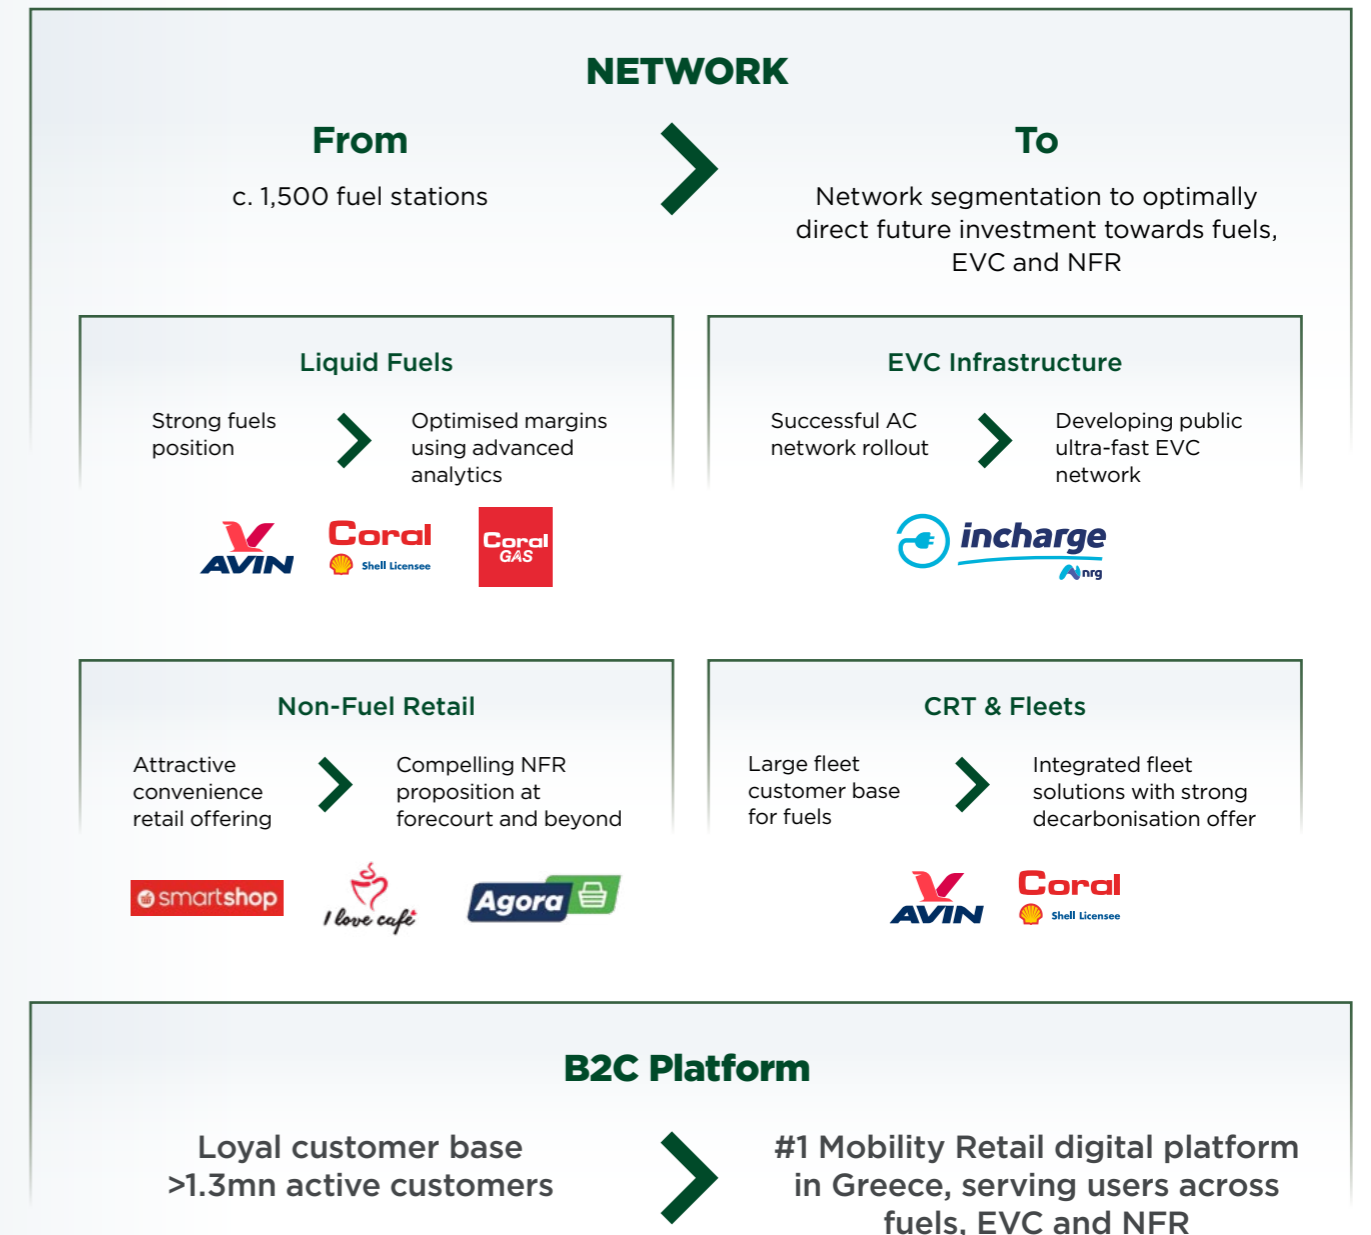 NETWORK
From
c. 1,500 fuel stations
To
Network segmentation to optimally
direct future investment towards fuels,
EVC and NFR
Liquid Fuels
Strong fuels
position
Optimised margins
using advanced
analytics
AVIN
Coral
Shell Licensee
Coral
GAS
EVC Infrastructure
Successful AC
network rollout
Developing public
ultra-fast EVC
network
incharge
nrg
Non-Fuel Retail
Attractive
convenience
retail offering
Compelling NFR
proposition at
forecourt and beyond
smartshop
I love café
Agora
CRT & Fleets
Large fleet
customer base
for fuels
Integrated fleet
solutions with strong
decarbonisation offer
AVIN
Coral
Shell Licensee
B2C Platform
Loyal customer base
>1.3mn active customers
#1 Mobility Retail digital platform
in Greece, serving users across
fuels, EVC and NFR